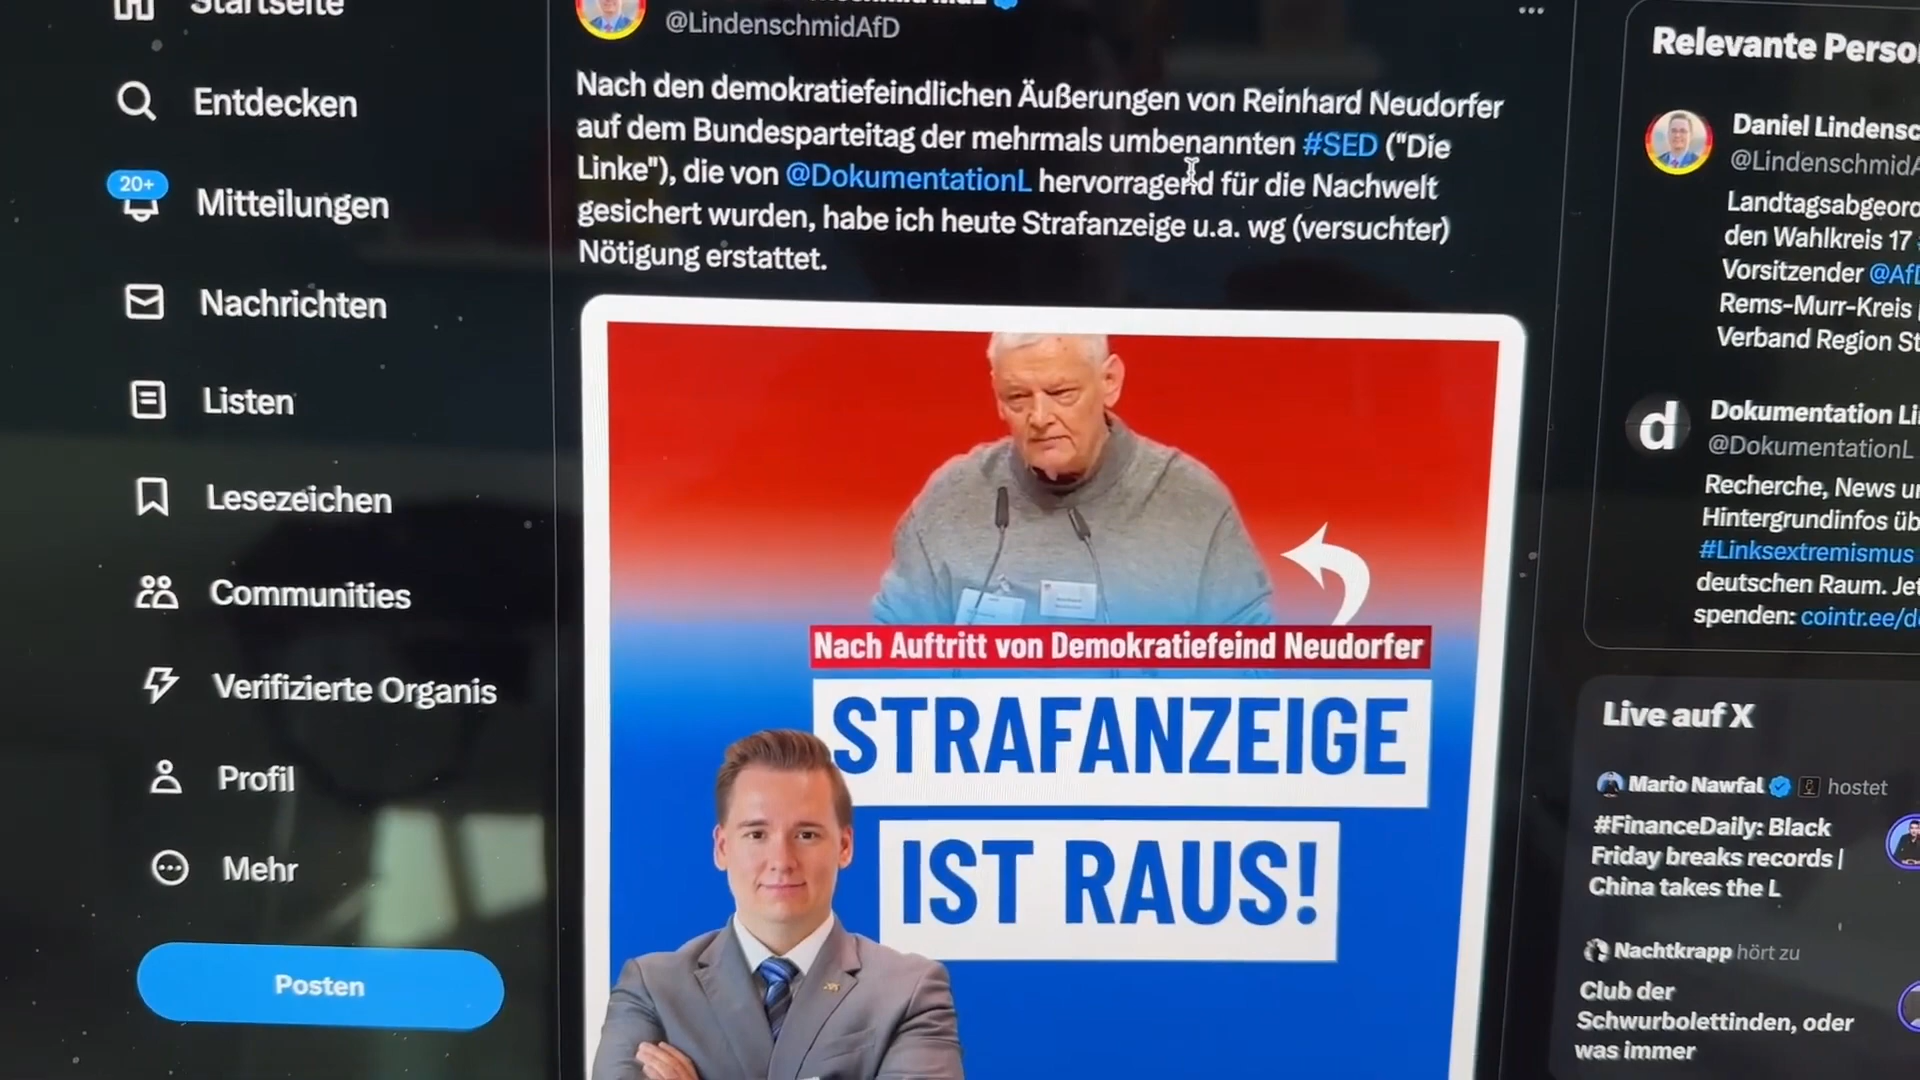 Startseite
Entdecken
20+
Mitteilungen
Nachrichten
Listen
Lesezeichen
Communities
Verifizierte Organis
Profil
Mehr
Posten
@LindenschmidAfD
Nach den demokratiefeindlichen Äußerungen von Reinhard Neudorfer
auf dem Bundesparteitag der mehrmals umbenannten #SED ("Die
Linke"), die von @DokumentationL hervorragend für die Nachwelt
gesichert wurden, habe ich heute Strafanzeige u.a. wg (versuchter)
Nötigung erstattet.
Nach Auftritt von Demokratiefeind Neudorfer
STRAFANZEIGE
IST RAUS!
Relevante Perso
Daniel Lindensc
@LindenschmidA
Landtagsabgeord
den Wahlkreis 17
Vorsitzender @AfD
Rems-Murr-Kreis
Verband Region St
d
Dokumentation Li
@DokumentationL
Recherche, News un
Hintergrundinfos üb
#Linksextremismus
deutschen Raum. Jet
spenden: cointr.ee/d
Live auf X
Mario Nawfal hostet
#FinanceDaily: Black
Friday breaks records |
China takes the L
Nachtkrapp hört zu
Club der
Schwurbolettinden, oder
was immer